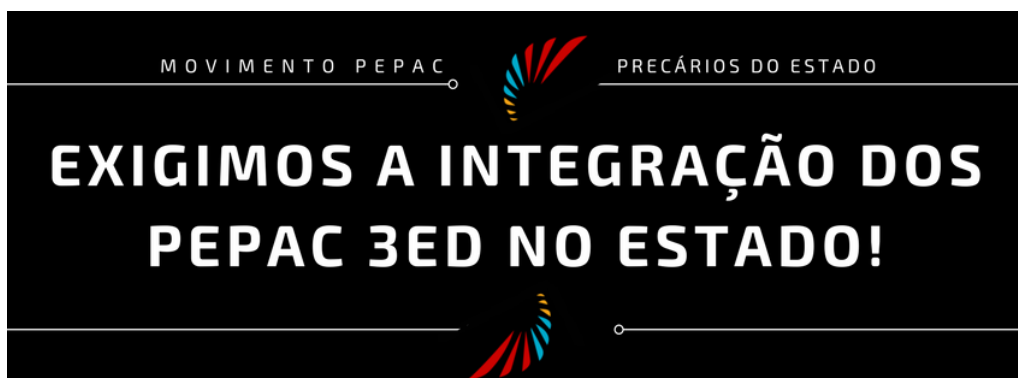 MOVIMENTO PEPAC
PRECÁRIOS DO ESTADO
EXIGIMOS A INTEGRAÇÃO DOS
PEPAC 3ED NO ESTADO!